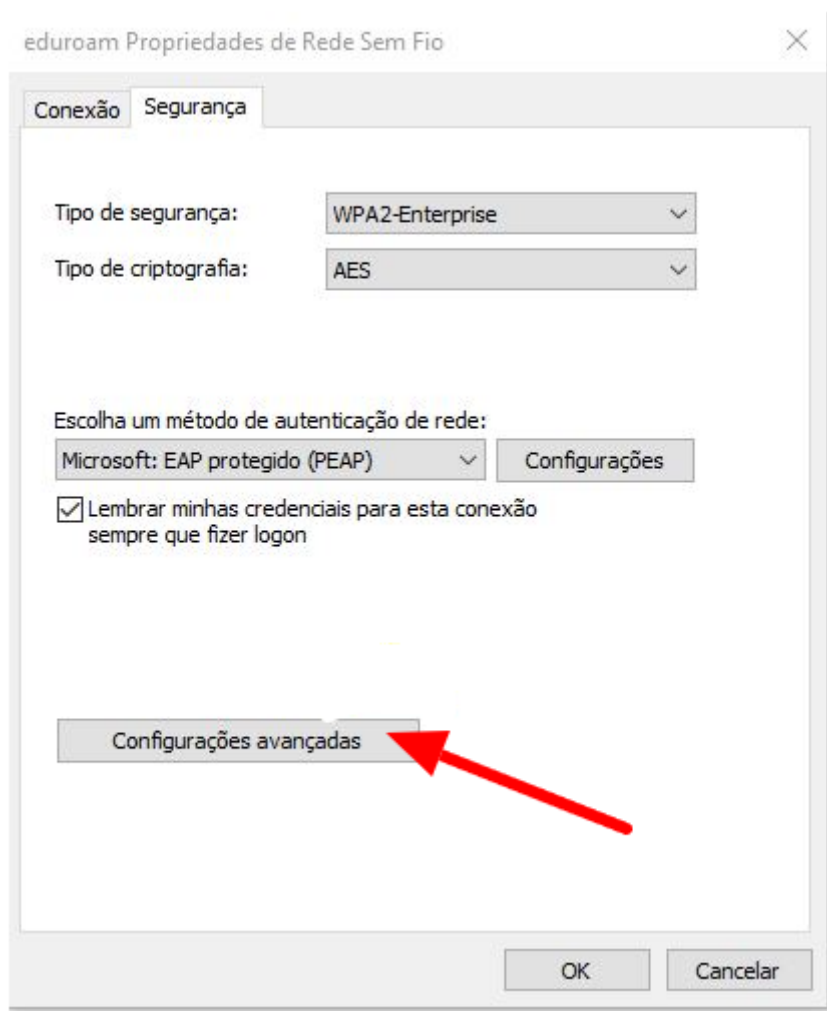 eduroam Propriedades de Rede Sem Fio
Conexão
Segurança
Tipo de segurança:
WPA2-Enterprise
Tipo de criptografia:
AES
Escolha um método de autenticação de rede:
Microsoft: EAP protegido (PEAP)
Configurações
Lembrar minhas credenciais para esta conexão
sempre que fizer logon
Configurações avançadas
OK
Cancelar